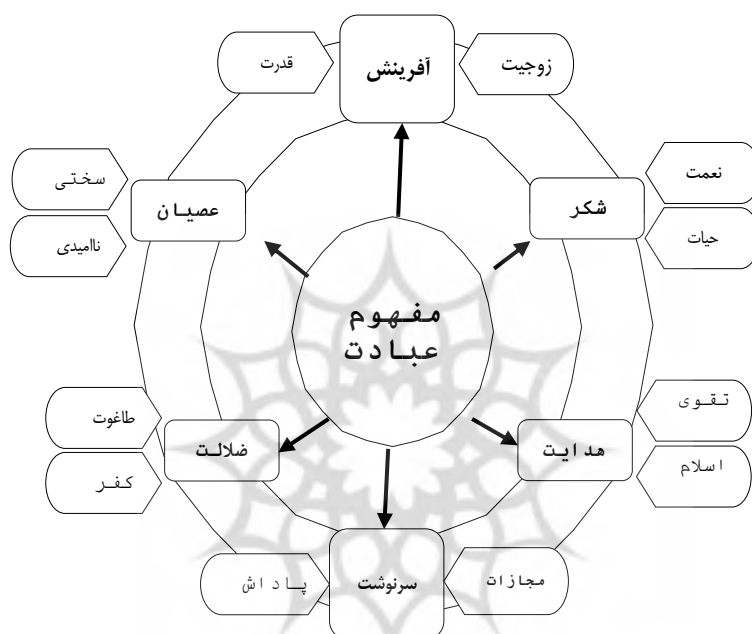 زوجیت
آفرینش
قدرت
نعمت
شکر
حیات
سختی
عصیان
ناامیدی
مفهوم
عبادت
تقوی
هدایت
اسلام
طاغوت
ضلالت
کفر
مجازات
سرنوشت
پاداش